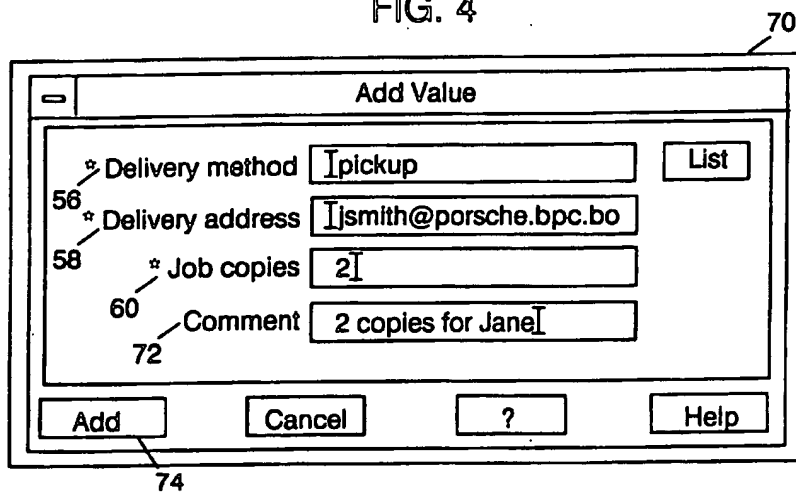 FIG. 4
70
Add Value
* Delivery method pickup List
56
* Delivery address jsmith@porsche.bpc.bo
58
* Job copies 2
60
Comment 2 copies for Jane
72
Add Cancel ? Help
74